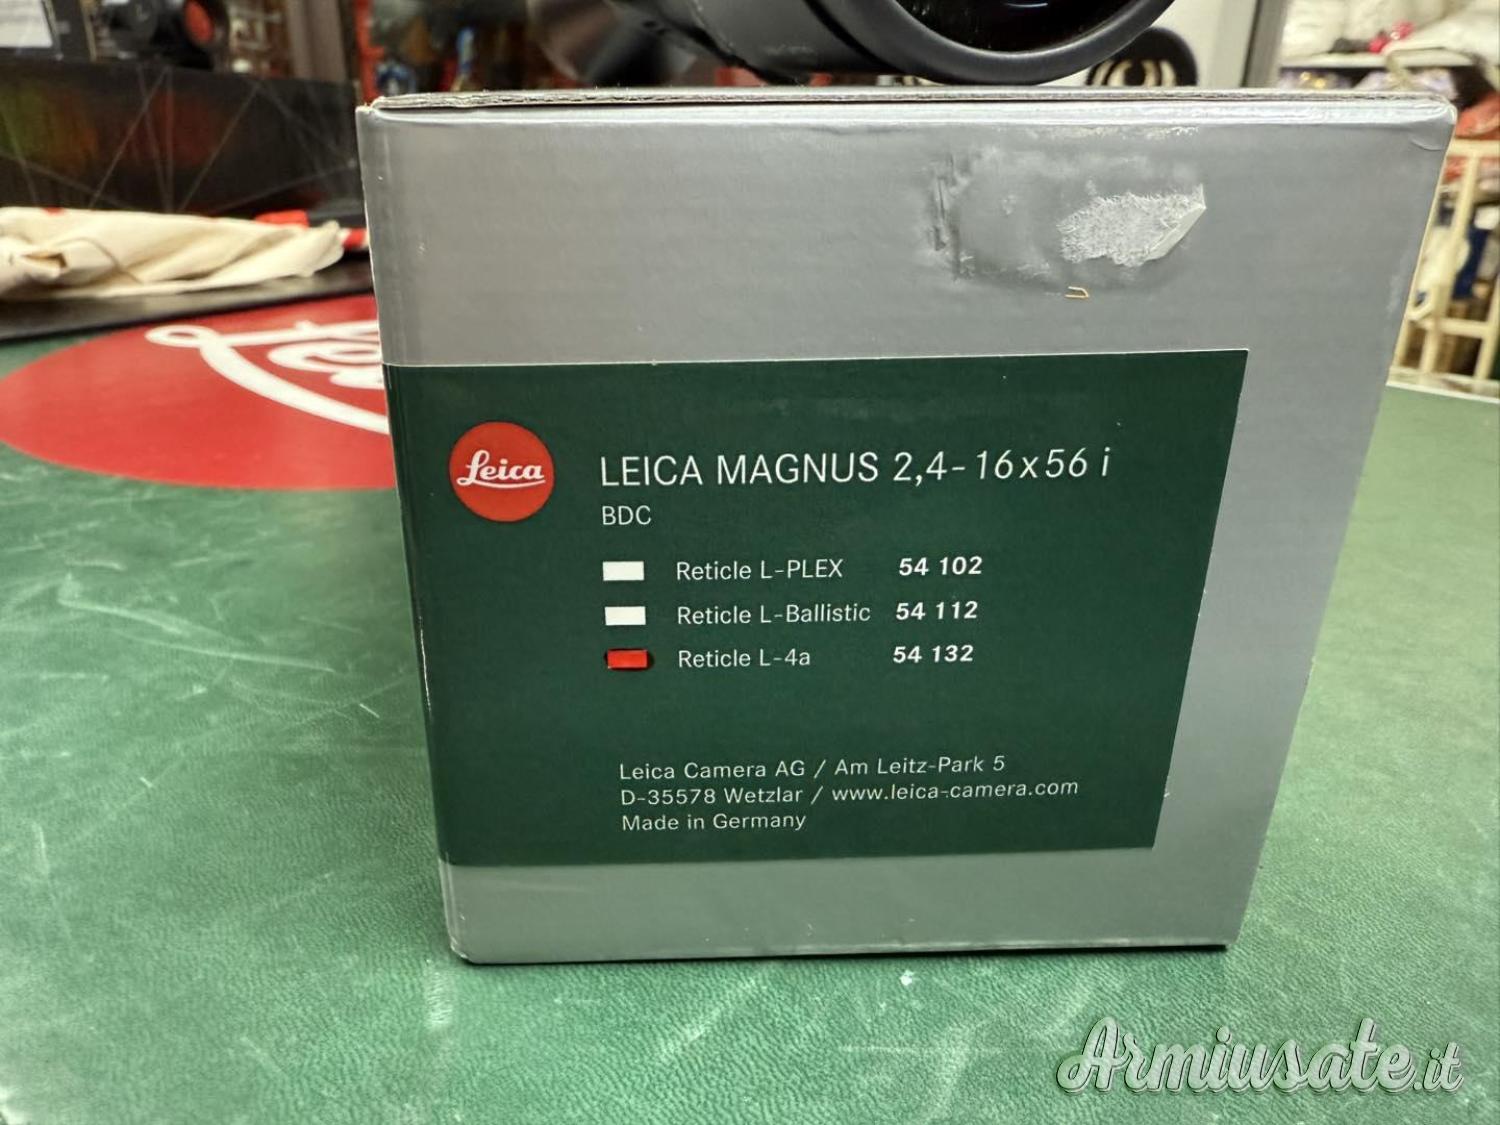 Leica
LEICA MAGNUS 2,4-16x56 i
BDC
Reticle L-PLEX 54 102
Reticle L-Ballistic 54 112
Reticle L-4a 54 132
Leica Camera AG / Am Leitz-Park 5
D-35578 Wetzlar / www.leica-camera.com
Made in Germany
Armiusate.it